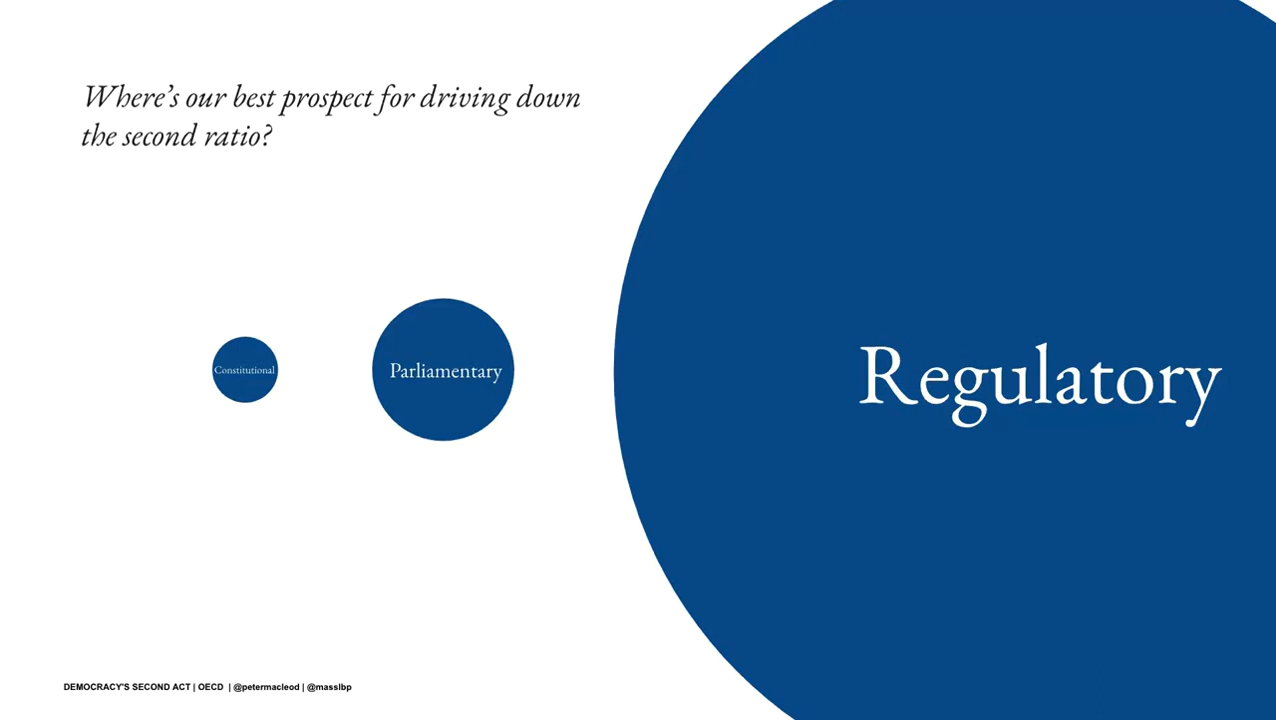 Where’s our best prospect for driving down
the second ratio?
Constitutional
Parliamentary
Regulatory
DEMOCRACY'S SECOND ACT | OECD | @petermacleod | @masslbp